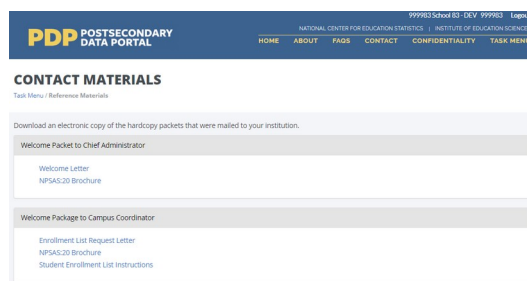 999983 School 83 - DEV 999983 Logou
PDP POSTSECONDARY DATA PORTAL
NATIONAL CENTER FOR EDUCATION STATISTICS | INSTITUTE OF EDUCATION SCIENCE
HOME ABOUT FAQS CONTACT CONFIDENTIALITY TASK MENU
CONTACT MATERIALS
Task Menu / Reference Materials
Download an electronic copy of the hardcopy packets that were mailed to your institution.
Welcome Packet to Chief Administrator
Welcome Letter
NPSAS:20 Brochure
Welcome Package to Campus Coordinator
Enrollment List Request Letter
NPSAS:20 Brochure
Student Enrollment List Instructions